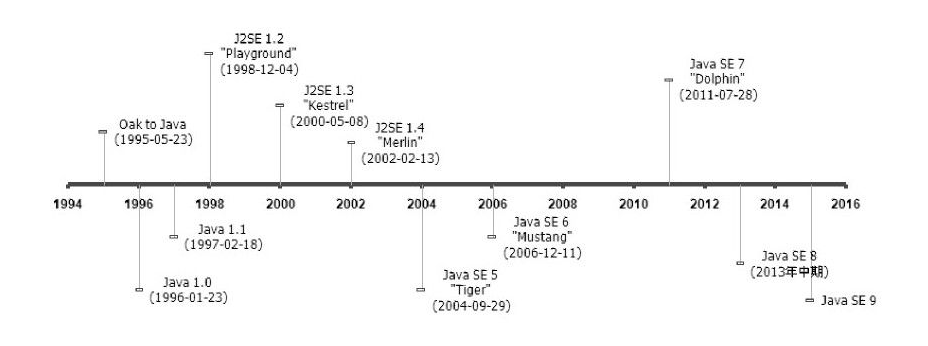 J2SE 1.2
"Playground"
(1998-12-04)
J2SE 1.3
"Kestrel"
(2000-05-08)
Java SE 7
"Dolphin"
(2011-07-28)
Oak to Java
(1995-05-23)
J2SE 1.4
"Merlin"
(2002-02-13)
1994 1996 1998 2000 2002 2004 2006 2008 2010 2012 2014 2016
Java 1.1
(1997-02-18)
Java SE 6
"Mustang"
(2006-12-11)
Java SE 8
(2013年中期)
Java 1.0
(1996-01-23)
Java SE 5
"Tiger"
(2004-09-29)
Java SE 9